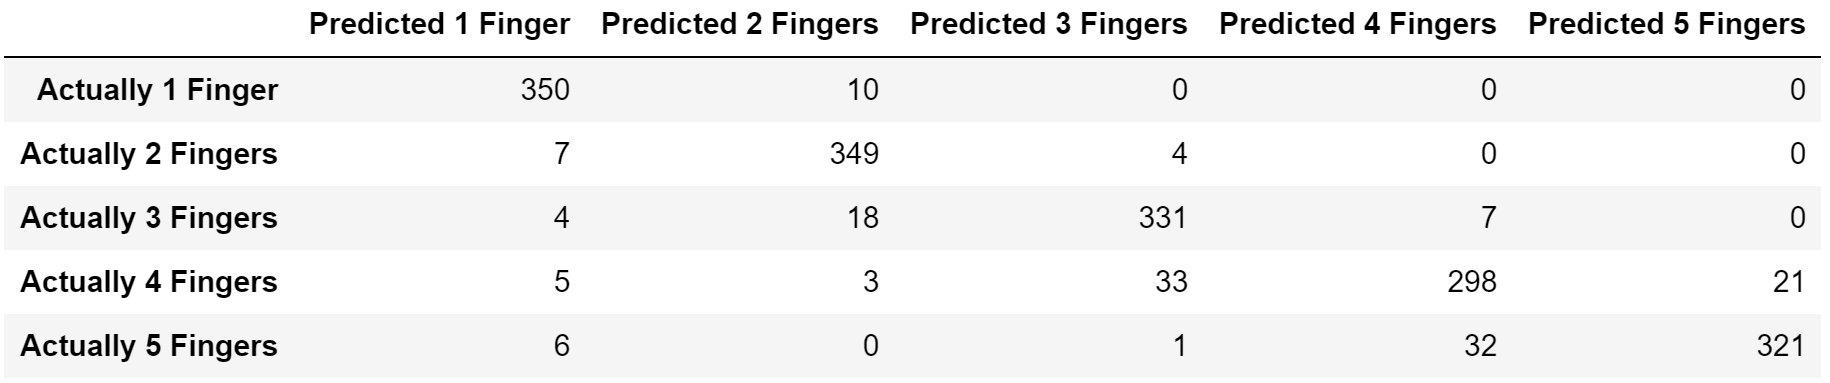 Predicted 1 Finger Predicted 2 Fingers Predicted 3 Fingers Predicted 4 Fingers Predicted 5 Fingers
Actually 1 Finger 350 10 0 0 0
Actually 2 Fingers 7 349 4 0 0
Actually 3 Fingers 4 18 331 7 0
Actually 4 Fingers 5 3 33 298 21
Actually 5 Fingers 6 0 1 32 321